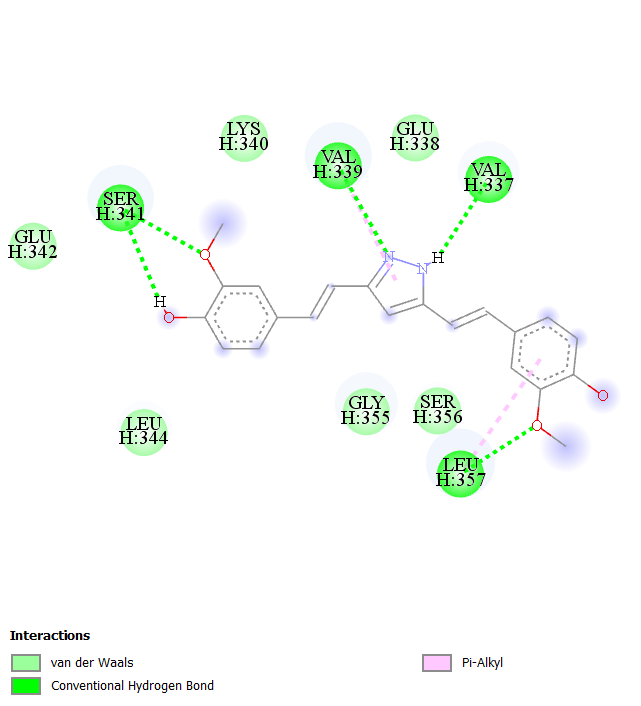 LYS
H:340
GLU
H:338
VAL
H:339
VAL
H:337
SER
H:341
GLU
H:342
H
O
N
N
H
O
O
O
GLY
H:355
SER
H:356
LEU
H:344
LEU
H:357
Interactions
van der Waals
Conventional Hydrogen Bond
Pi-Alkyl